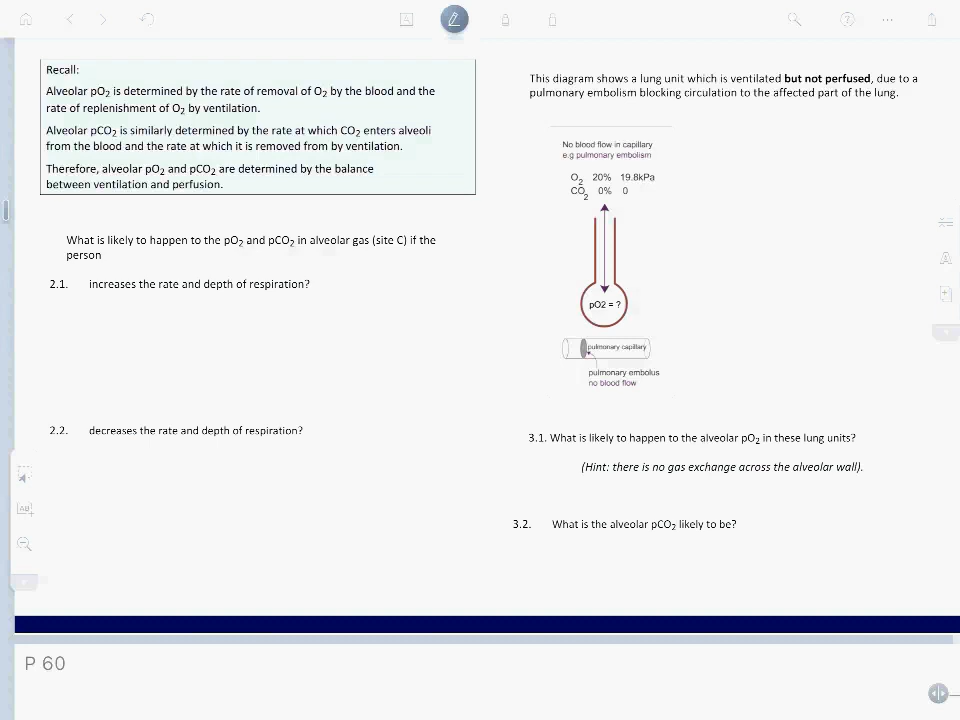 Recall:
Alveolar pO2 is determined by the rate of removal of O2 by the blood and the
rate of replenishment of O2 by ventilation.
Alveolar pCO2 is similarly determined by the rate at which CO2 enters alveoli
from the blood and the rate at which it is removed from by ventilation.
Therefore, alveolar pO2 and pCO2 are determined by the balance
between ventilation and perfusion.
What is likely to happen to the pO2 and pCO2 in alveolar gas (site C) if the
person
2.1. increases the rate and depth of respiration?
2.2. decreases the rate and depth of respiration?
This diagram shows a lung unit which is ventilated but not perfused, due to a
pulmonary embolism blocking circulation to the affected part of the lung.
No blood flow in capillary
e.g pulmonary embolism
O2 20% 19.8kPa
CO2 0% 0
pO2 = ?
pulmonary capillary
pulmonary embolus
no blood flow
3.1. What is likely to happen to the alveolar pO2 in these lung units?
(Hint: there is no gas exchange across the alveolar wall).
3.2. What is the alveolar pCO2 likely to be?
P 60